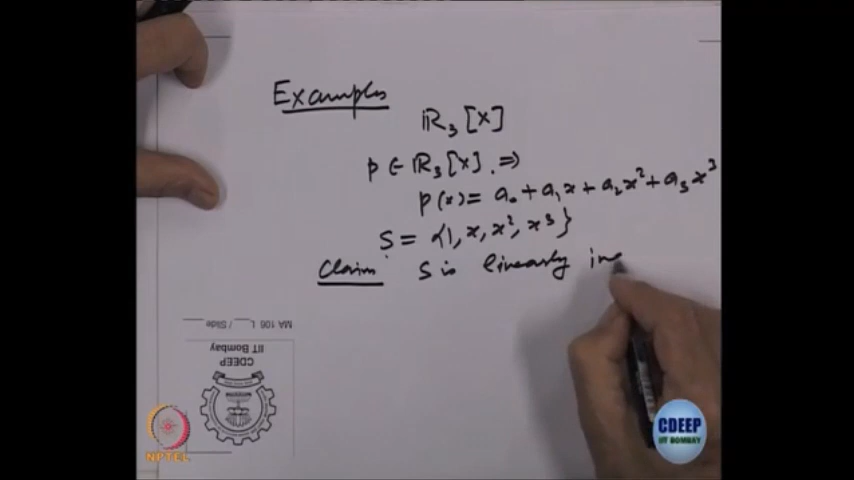 Examples
ℝ₃[x]
p ∈ ℝ₃[x] . ⇒
p(x) = a₀ + a₁x + a₂x² + a₃x³
S = {1, x, x², x³}
Claim: S is linearly in
MA 106 L___ / Slide
IIT Bombay
CDEEP
NPTEL
CDEEP
IIT BOMBAY